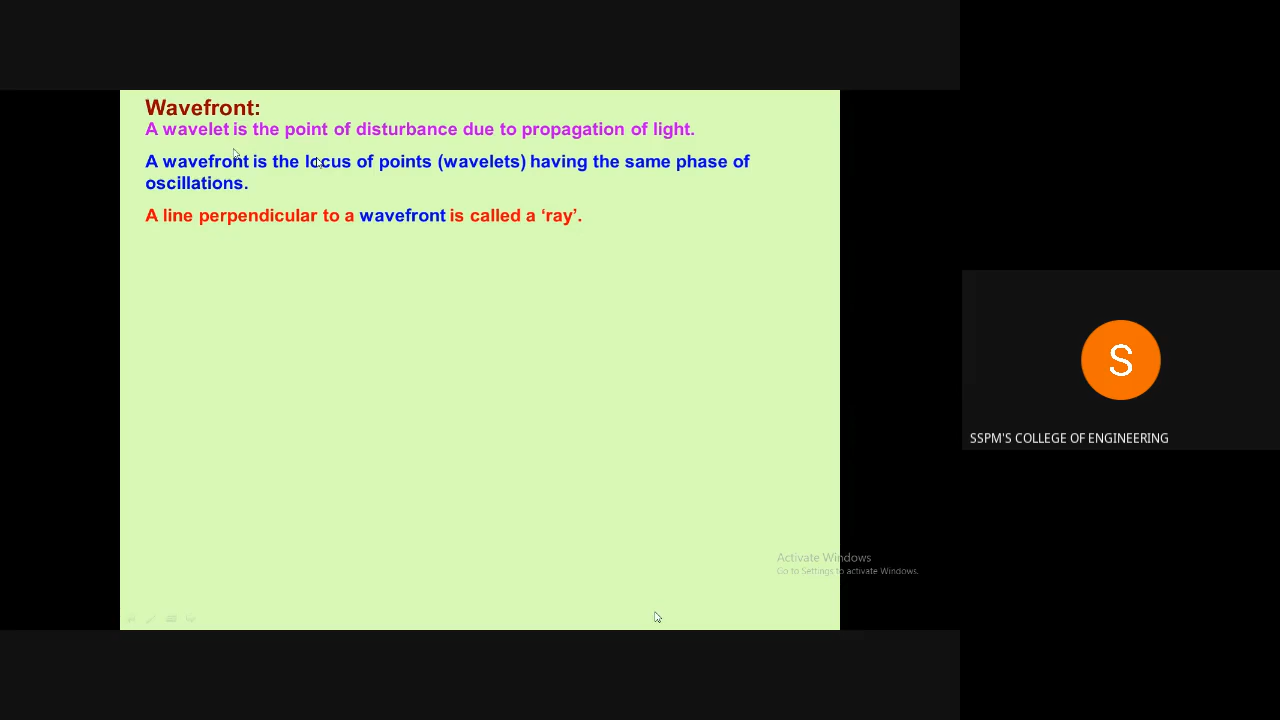 Wavefront:
A wavelet is the point of disturbance due to propagation of light.
A wavefront is the locus of points (wavelets) having the same phase of
oscillations.
A line perpendicular to a wavefront is called a ‘ray’.
S
SSPM'S COLLEGE OF ENGINEERING
Activate Windows
Go to Settings to activate Windows.